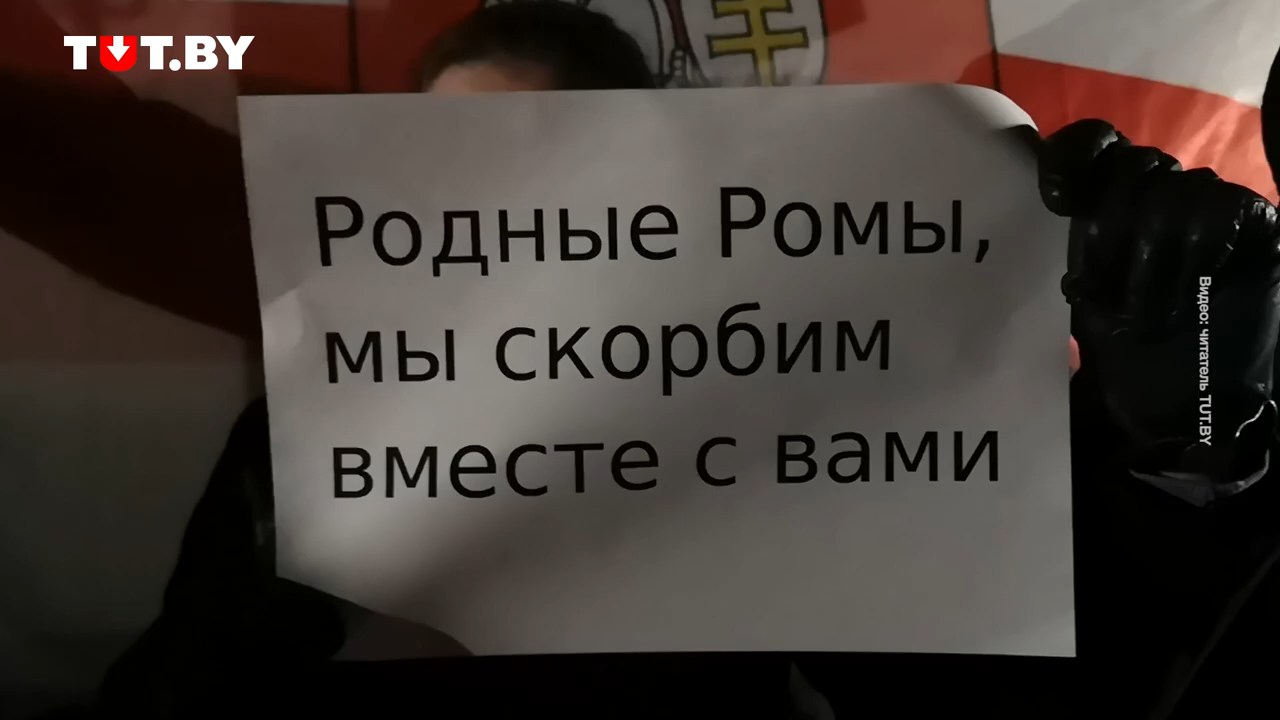 TUT.BY
Родные Ромы,
мы скорбим
вместе с вами
Видео: читатель TUT.BY